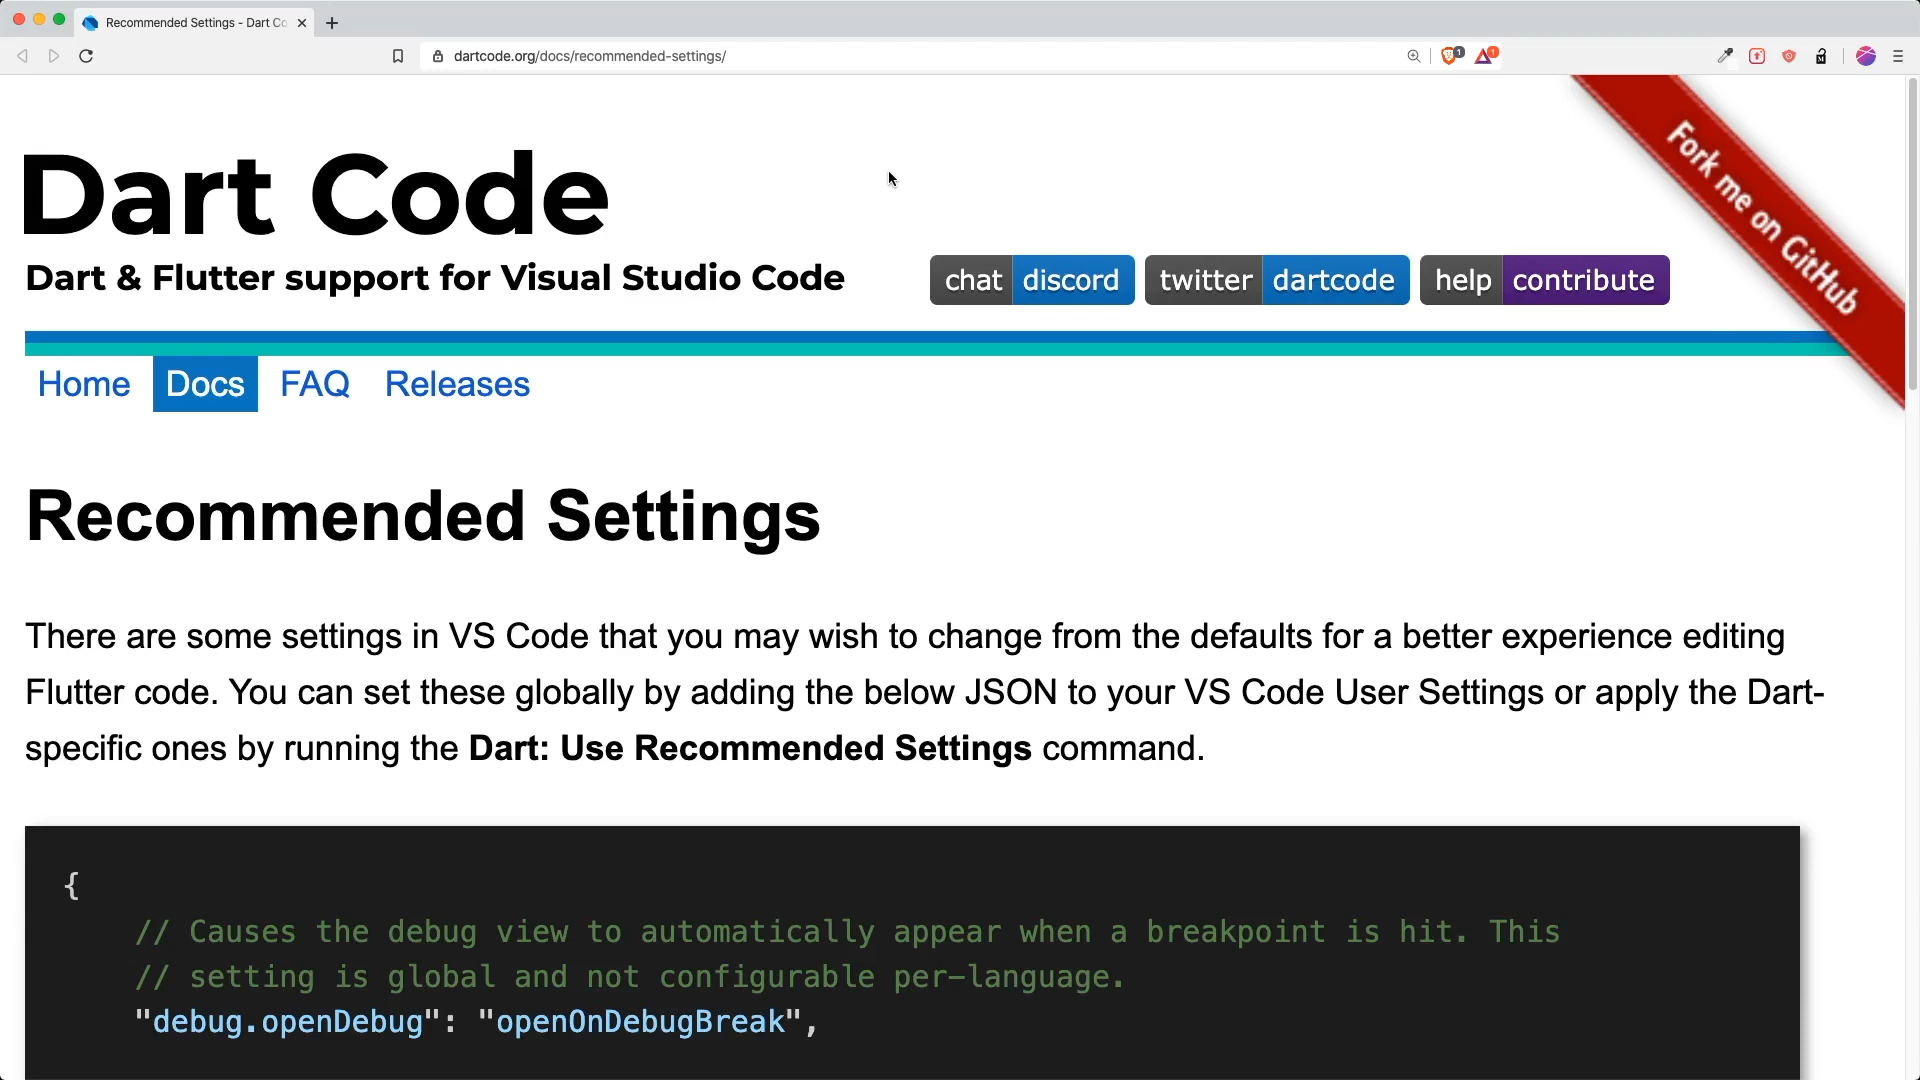 Recommended Settings - Dart Co
dartcode.org/docs/recommended-settings/
1
1
Fork me on GitHub
Dart Code
Dart & Flutter support for Visual Studio Code
chat discord
twitter dartcode
help contribute
Home Docs FAQ Releases
Recommended Settings
There are some settings in VS Code that you may wish to change from the defaults for a better experience editing
Flutter code. You can set these globally by adding the below JSON to your VS Code User Settings or apply the Dart-
specific ones by running the Dart: Use Recommended Settings command.
{
// Causes the debug view to automatically appear when a breakpoint is hit. This
// setting is global and not configurable per-language.
"debug.openDebug": "openOnDebugBreak",